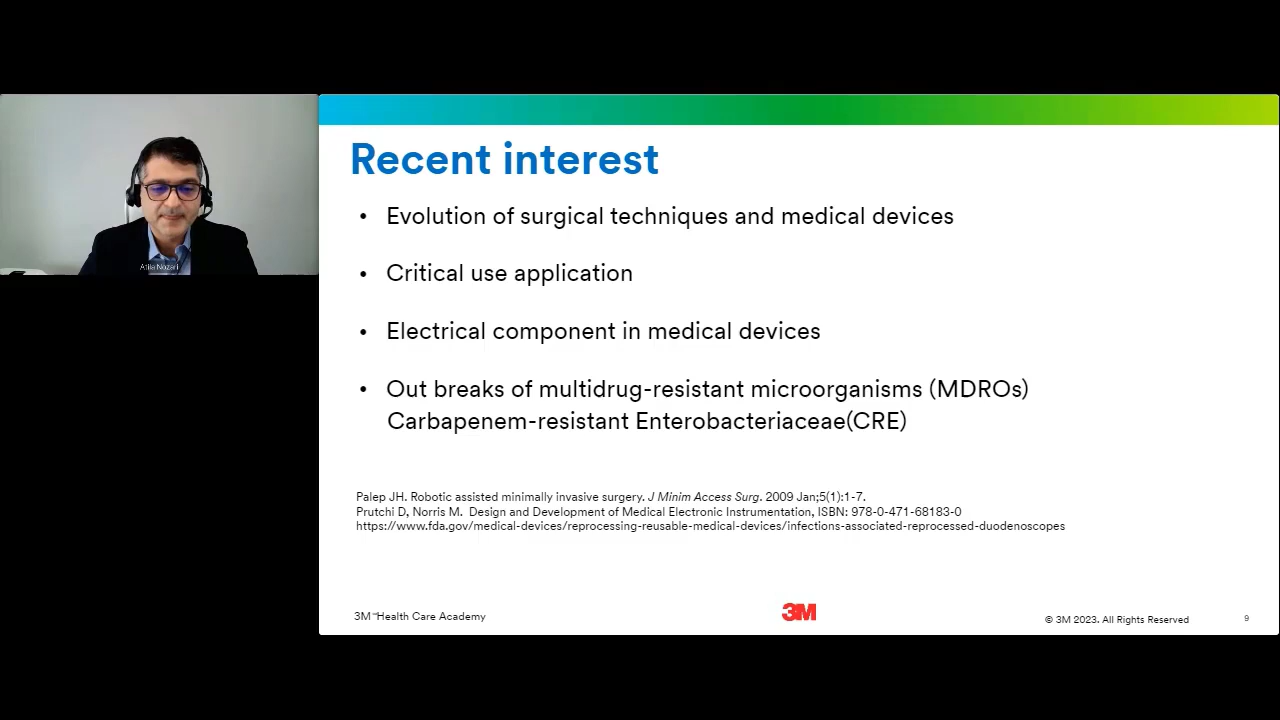 Atila Nozari
Recent interest
• Evolution of surgical techniques and medical devices
• Critical use application
• Electrical component in medical devices
• Out breaks of multidrug-resistant microorganisms (MDROs)
Carbapenem-resistant Enterobacteriaceae(CRE)
Palep JH. Robotic assisted minimally invasive surgery. J Minim Access Surg. 2009 Jan;5(1):1-7.
Prutchi D, Norris M. Design and Development of Medical Electronic Instrumentation, ISBN: 978-0-471-68183-0
https://www.fda.gov/medical-devices/reprocessing-reusable-medical-devices/infections-associated-reprocessed-duodenoscopes
3M™Health Care Academy
3M
© 3M 2023. All Rights Reserved
9